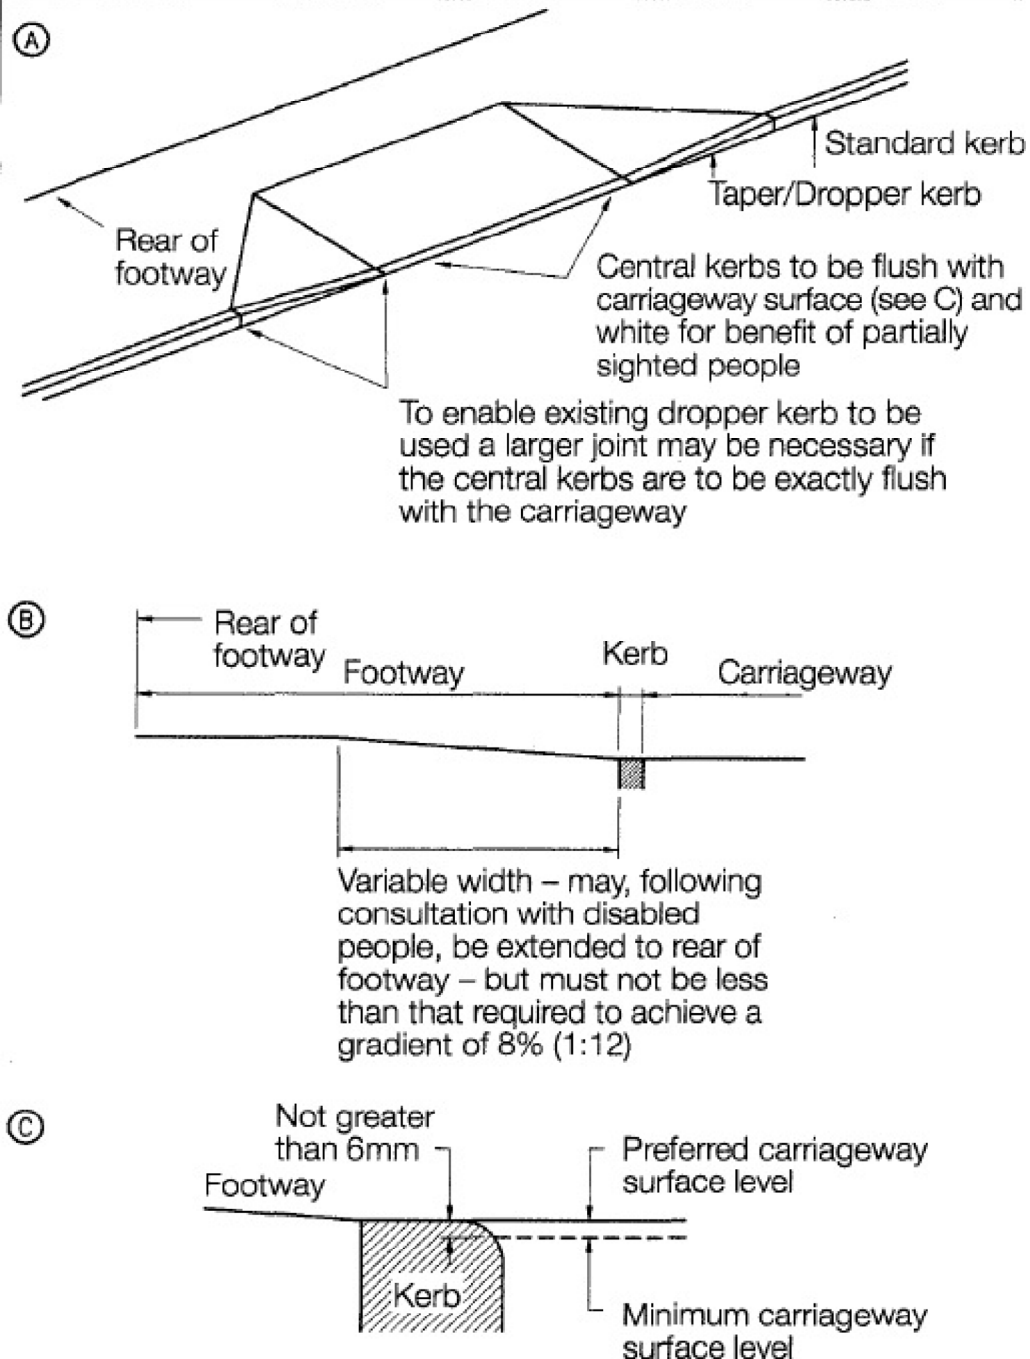 A
Standard kerb
Taper/Dropper kerb
Rear of
footway
Central kerbs to be flush with
carriageway surface (see C) and
white for benefit of partially
sighted people
To enable existing dropper kerb to be
used a larger joint may be necessary if
the central kerbs are to be exactly flush
with the carriageway
B
Rear of
footway
Footway
Kerb
Carriageway
Variable width – may, following
consultation with disabled
people, be extended to rear of
footway – but must not be less
than that required to achieve a
gradient of 8% (1:12)
C
Not greater
than 6mm
Footway
Preferred carriageway
surface level
Kerb
Minimum carriageway
surface level